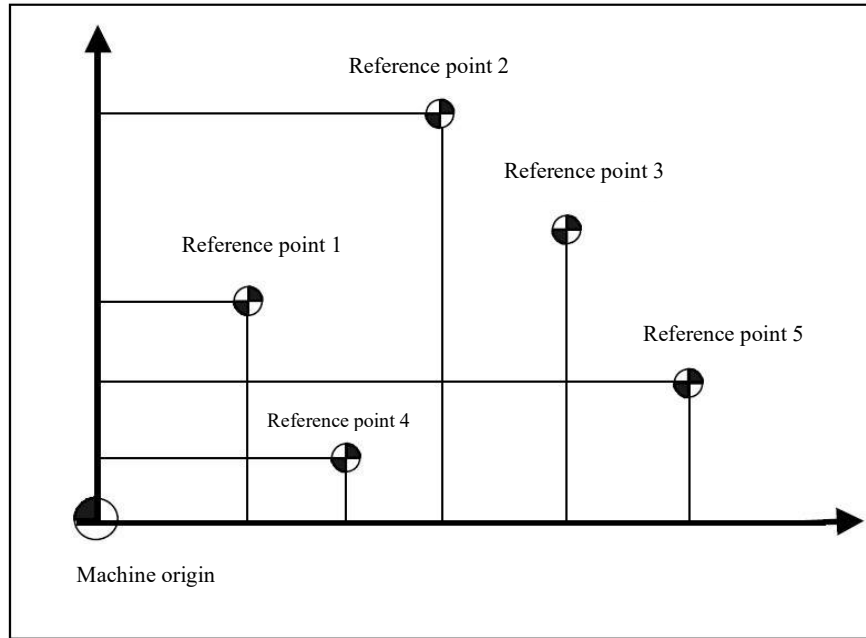 Reference point 2
Reference point 3
Reference point 1
Reference point 5
Reference point 4
Machine origin